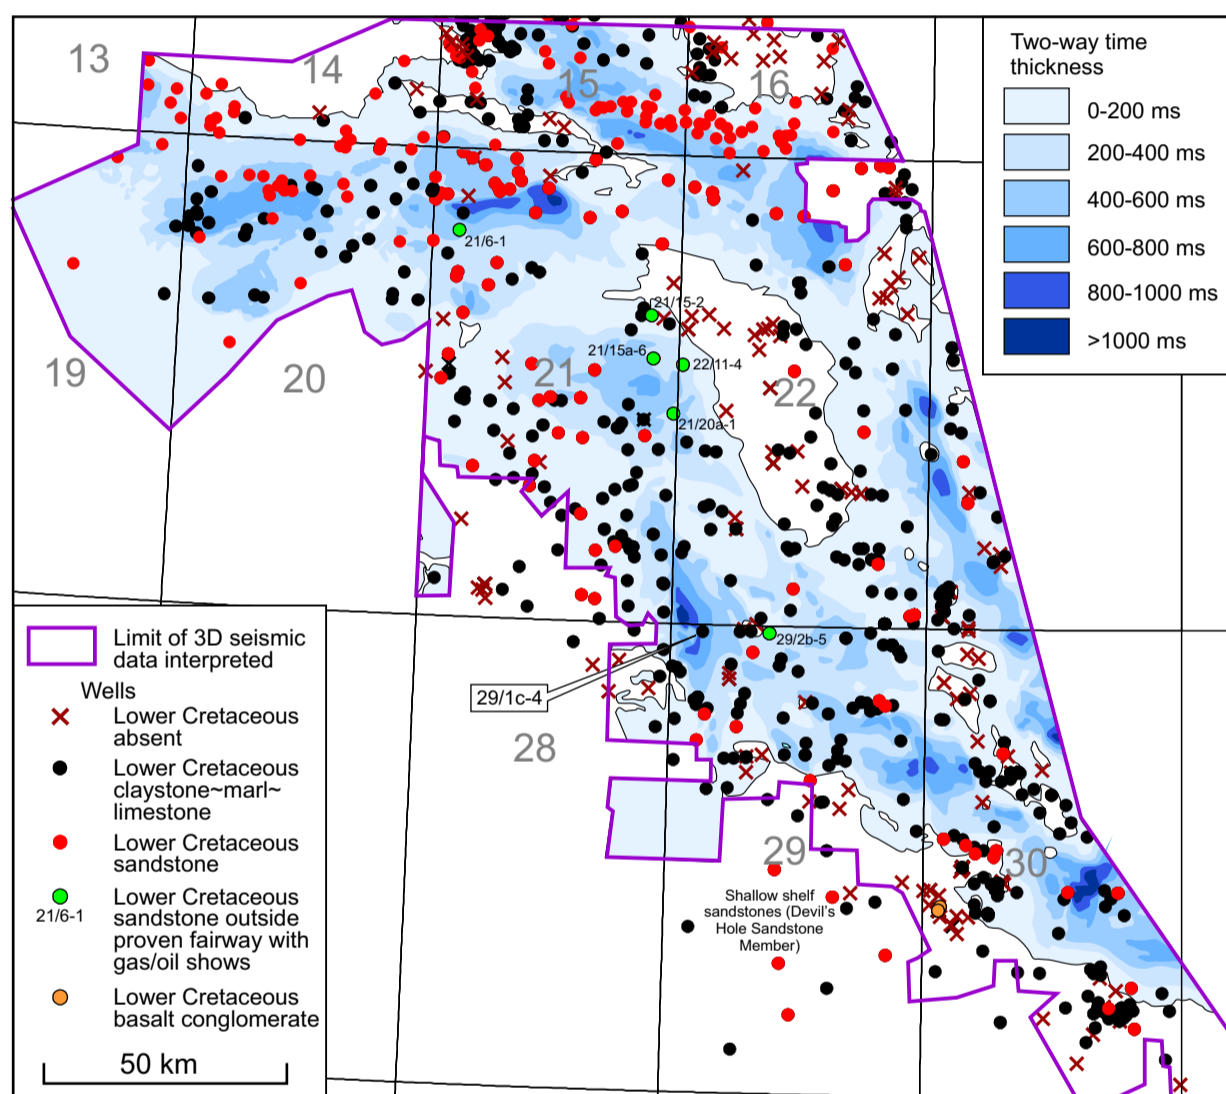 13
14
15
16
19
20
21
22
28
29
30
21/6-1
21/15-2
21/15a-6
22/11-4
21/20a-1
29/2b-5
29/1c-4
Shallow shelf
sandstones (Devil's
Hole Sandstone
Member)
Two-way time
thickness
0-200 ms
200-400 ms
400-600 ms
600-800 ms
800-1000 ms
>1000 ms
Limit of 3D seismic
data interpreted
Wells
Lower Cretaceous
absent
Lower Cretaceous
claystone~marl~
limestone
Lower Cretaceous
sandstone
21/6-1
Lower Cretaceous
sandstone outside
proven fairway with
gas/oil shows
Lower Cretaceous
basalt conglomerate
50 km